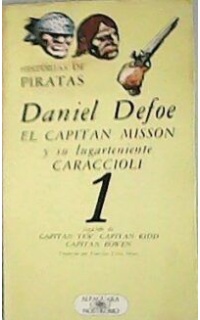 HISTORIAS DE
PIRATAS
Daniel Defoe
EL CAPITAN MISSON
y su lugarteniente
CARACCIOLI
1
seguido de
CAPITAN TEW CAPITAN KIDD
CAPITAN BOWEN
ALFAGUARA
NOSTROMO